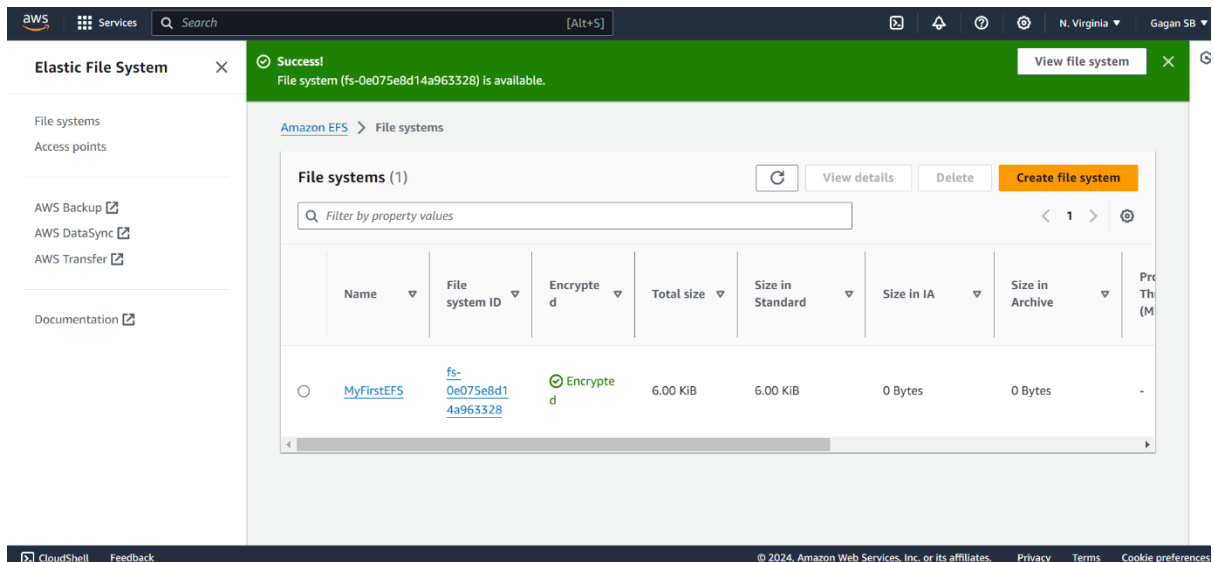 aws Services Search [Alt+S] N. Virginia Gagan SB
Elastic File System
File systems
Access points
AWS Backup
AWS DataSync
AWS Transfer
Documentation
Success!
File system (fs-0e075e8d14a963328) is available.
View file system
Amazon EFS > File systems
File systems (1)
View details Delete Create file system
Filter by property values
1
Name
File
system ID
Encrypte
d
Total size
Size in
Standard
Size in IA
Size in
Archive
Pro
Th
(M
MyFirstEFS
fs-
0e075e8d1
4a963328
Encrypte
d
6.00 KiB
6.00 KiB
0 Bytes
0 Bytes
-
CloudShell Feedback © 2024, Amazon Web Services, Inc. or its affiliates. Privacy Terms Cookie preferences